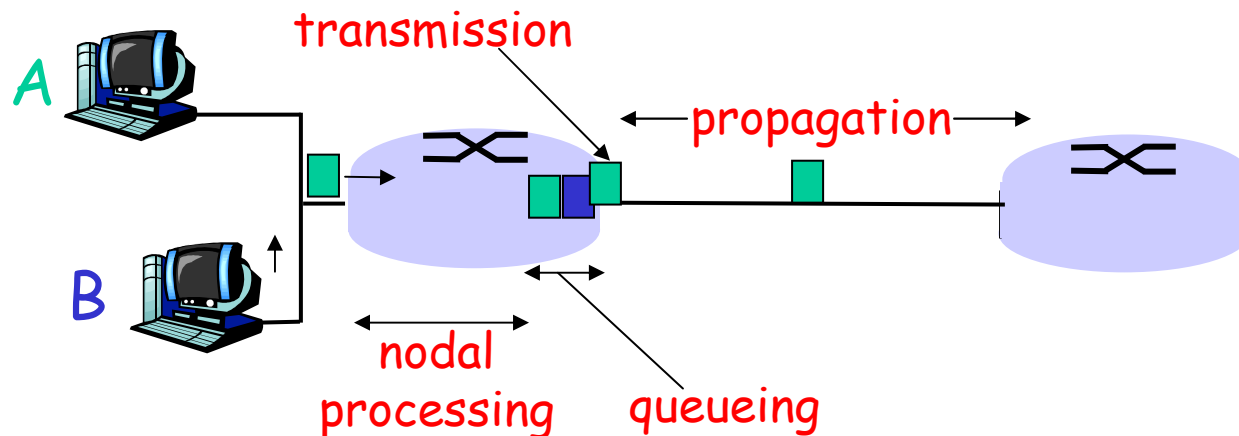 transmission
A
propagation
B
nodal
processing
queueing